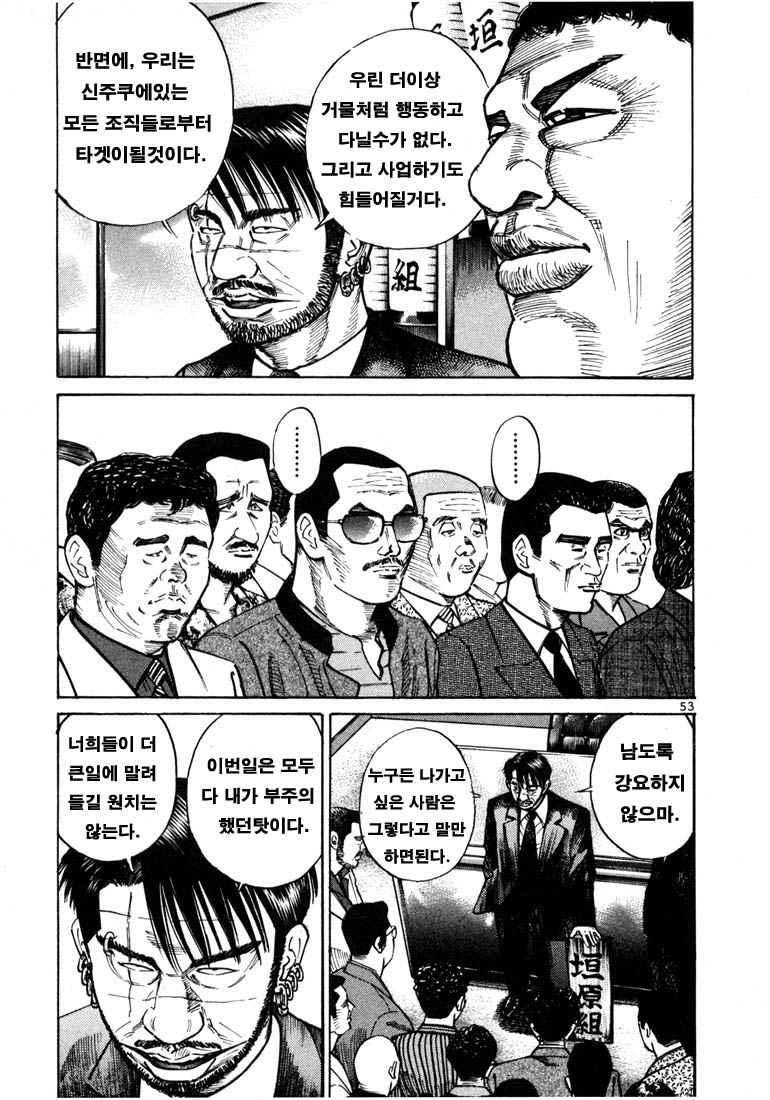 반면에, 우리는
신주쿠에있는
모든 조직들로부터
타겟이될것이다.
우린 더이상
거물처럼 행동하고
다닐수가 없다.
그리고 사업하기도
힘들어질거다.
垣
組
………
………
53
너희들이 더
큰일에 말려
들길 원치는
않는다.
이번일은 모두
다 내가 부주의
했던탓이다.
누구든 나가고
싶은 사람은
그렇다고 말만
하면된다.
남도록
강요하지
않으마.
垣原組